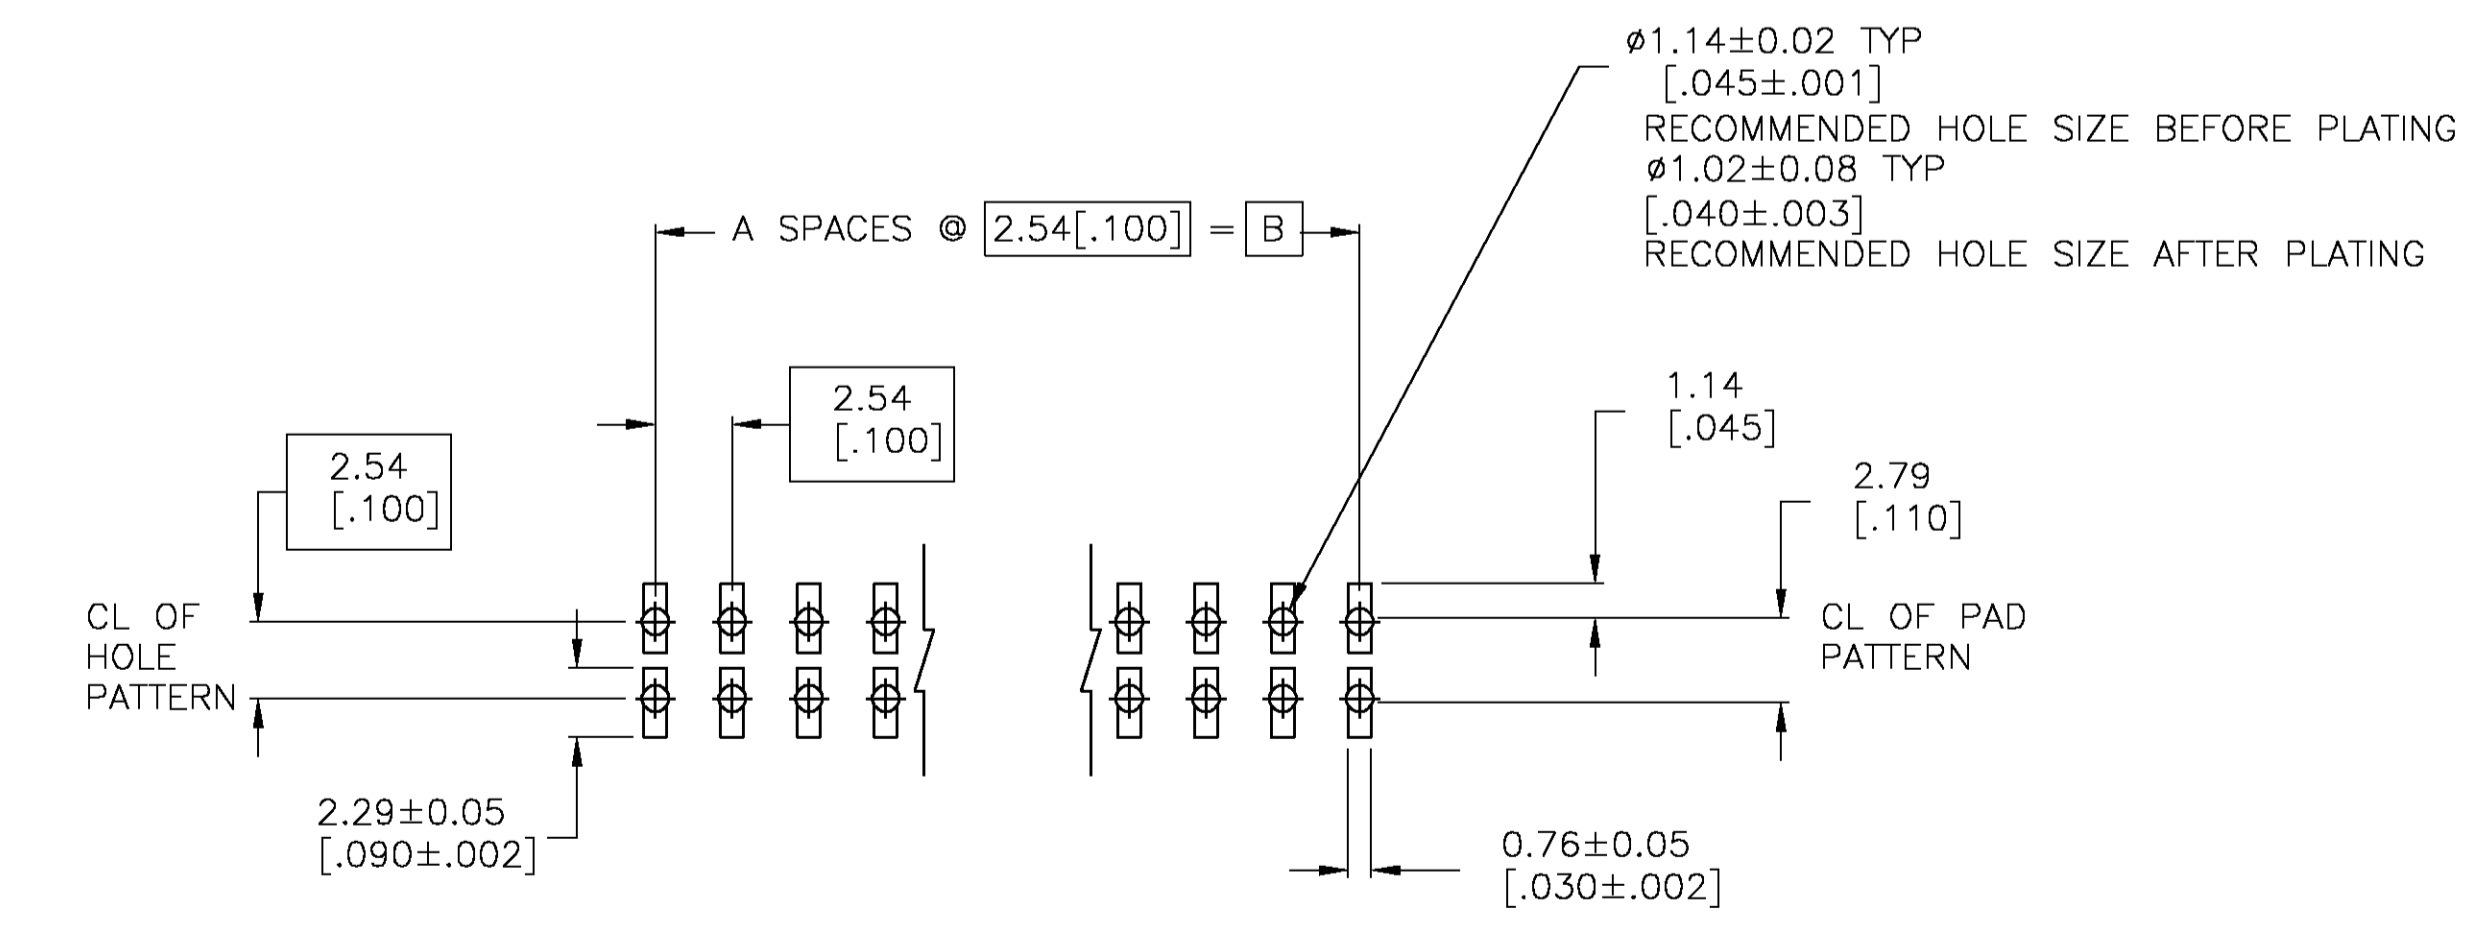 ø1.14±0.02 TYP
[.045±.001]
RECOMMENDED HOLE SIZE BEFORE PLATING
ø1.02±0.08 TYP
[.040±.003]
RECOMMENDED HOLE SIZE AFTER PLATING
A SPACES @ 2.54[.100] = B
2.54
[.100]
2.54
[.100]
1.14
[.045]
2.79
[.110]
CL OF
HOLE
PATTERN
CL OF PAD
PATTERN
2.29±0.05
[.090±.002]
0.76±0.05
[.030±.002]